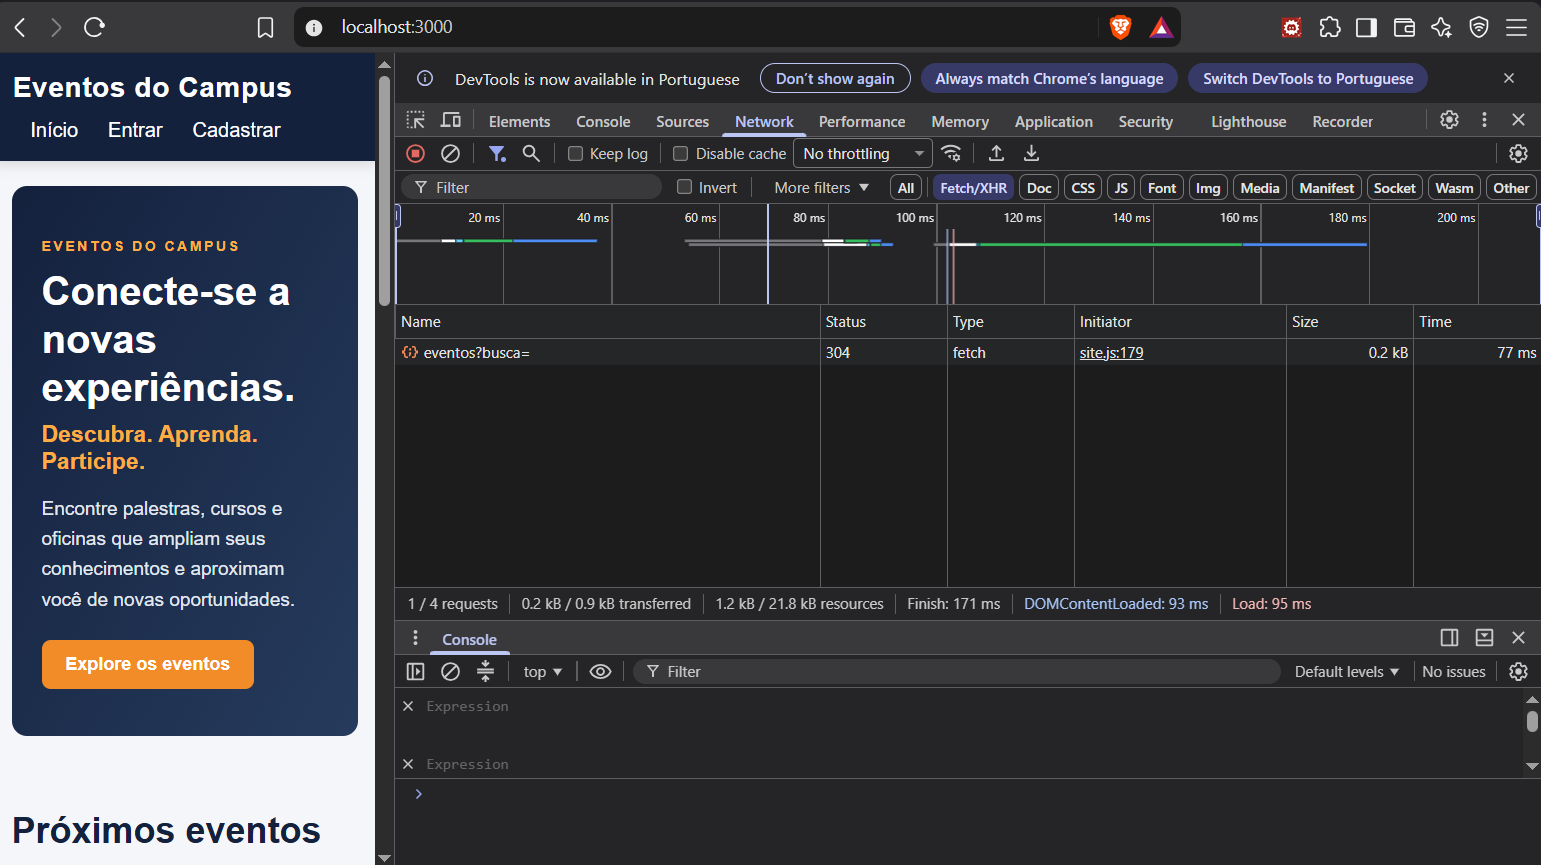 localhost:3000
Eventos do Campus
Início Entrar Cadastrar
EVENTOS DO CAMPUS
Conecte-se a
novas
experiências.
Descubra. Aprenda.
Participe.
Encontre palestras, cursos e
oficinas que ampliam seus
conhecimentos e aproximam
você de novas oportunidades.
Explore os eventos
Próximos eventos
DevTools is now available in Portuguese Don't show again Always match Chrome's language Switch DevTools to Portuguese
Elements Console Sources Network Performance Memory Application Security Lighthouse Recorder
Keep log Disable cache No throttling
Filter Invert More filters All Fetch/XHR Doc CSS JS Font Img Media Manifest Socket Wasm Other
20 ms 40 ms 60 ms 80 ms 100 ms 120 ms 140 ms 160 ms 180 ms 200 ms
Name Status Type Initiator Size Time
eventos?busca= 304 fetch site.js:179 0.2 kB 77 ms
1 / 4 requests 0.2 kB / 0.9 kB transferred 1.2 kB / 21.8 kB resources Finish: 171 ms DOMContentLoaded: 93 ms Load: 95 ms
Console
top Filter Default levels No issues
Expression
Expression